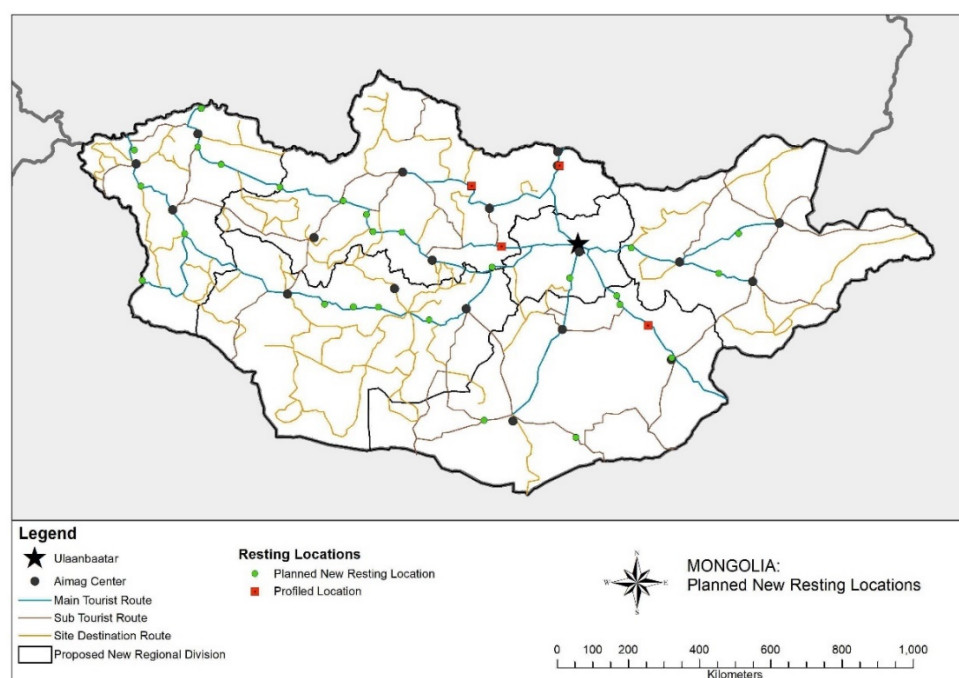 Legend
Ulaanbaatar
Aimag Center
Main Tourist Route
Sub Tourist Route
Site Destination Route
Proposed New Regional Division
Resting Locations
Planned New Resting Location
Profiled Location
N
W E
S
MONGOLIA:
Planned New Resting Locations
0 100 200 400 600 800 1,000
Kilometers